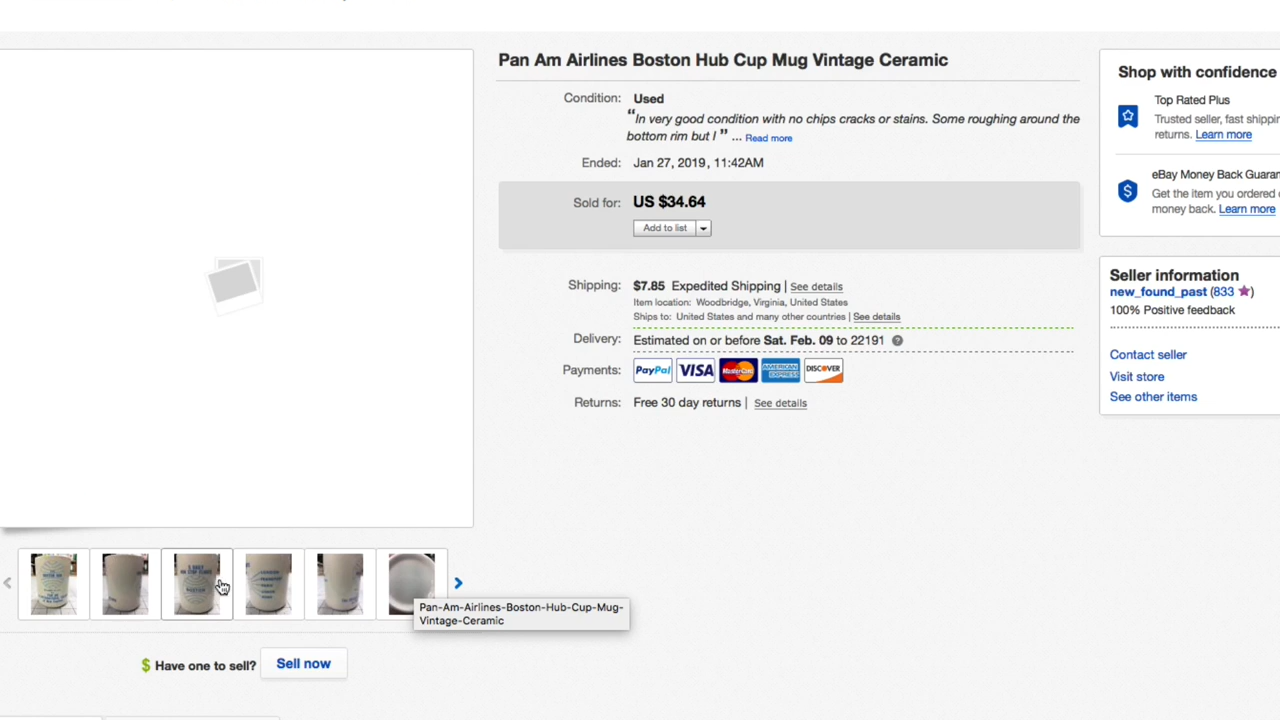 Pan Am Airlines Boston Hub Cup Mug Vintage Ceramic
Condition: Used
“In very good condition with no chips cracks or stains. Some roughing around the
bottom rim but I ” ... Read more
Ended: Jan 27, 2019, 11:42AM
Sold for: US $34.64
Add to list
Shipping: $7.85 Expedited Shipping | See details
Item location: Woodbridge, Virginia, United States
Ships to: United States and many other countries | See details
Delivery: Estimated on or before Sat. Feb. 09 to 22191 ?
Payments: PayPal VISA MasterCard AMERICAN EXPRESS DISCOVER
Returns: Free 30 day returns | See details
Shop with confidence
Top Rated Plus
Trusted seller, fast shippin
returns. Learn more
eBay Money Back Guaran
$ Get the item you ordered o
money back. Learn more
Seller information
new_found_past (833 ★)
100% Positive feedback
Contact seller
Visit store
See other items
BOSTON
Pan-Am-Airlines-Boston-Hub-Cup-Mug-
Vintage-Ceramic
$ Have one to sell? Sell now